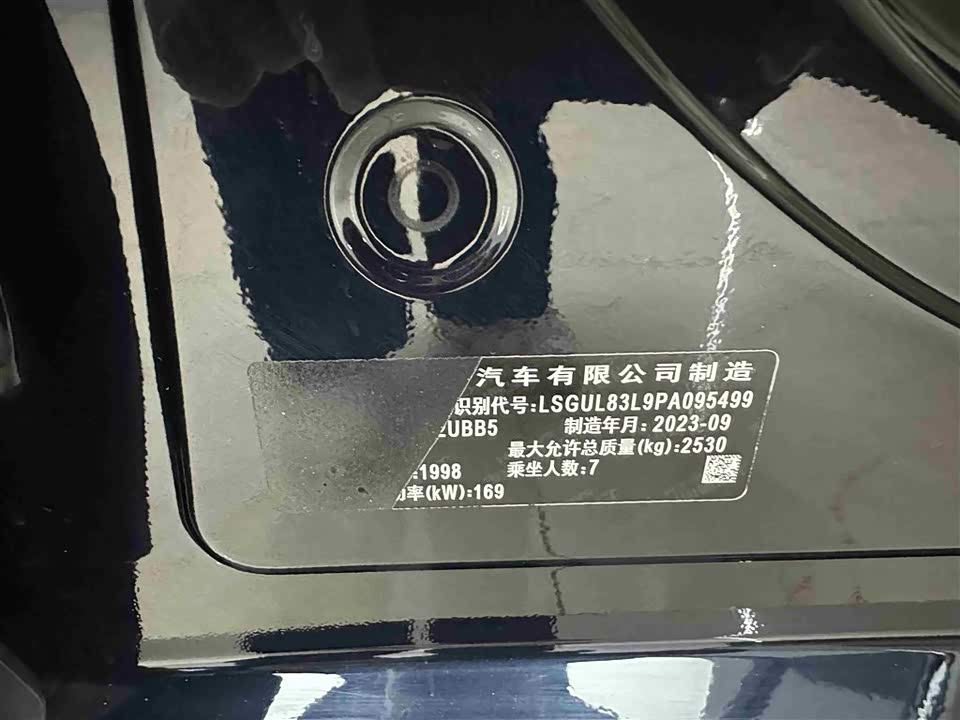 汽车有限公司制造
识别代号:LSGUL83L9PA095499
UBB5 制造年月:2023-09
最大允许总质量(kg):2530
:1998 乘坐人数:7
率(kW):169